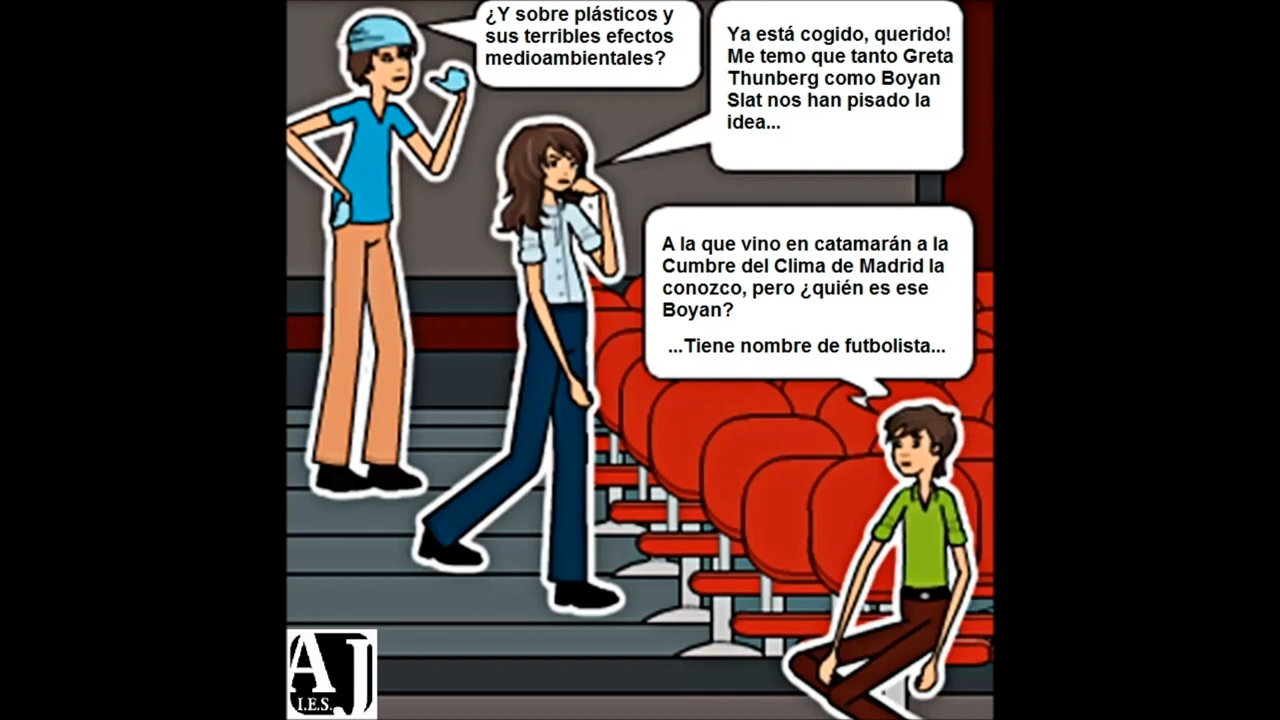 ¿Y sobre plásticos y
sus terribles efectos
medioambientales?
Ya está cogido, querido!
Me temo que tanto Greta
Thunberg como Boyan
Slat nos han pisado la
idea...
A la que vino en catamarán a la
Cumbre del Clima de Madrid la
conozco, pero ¿quién es ese
Boyan?
...Tiene nombre de futbolista...
AJ
I.E.S.